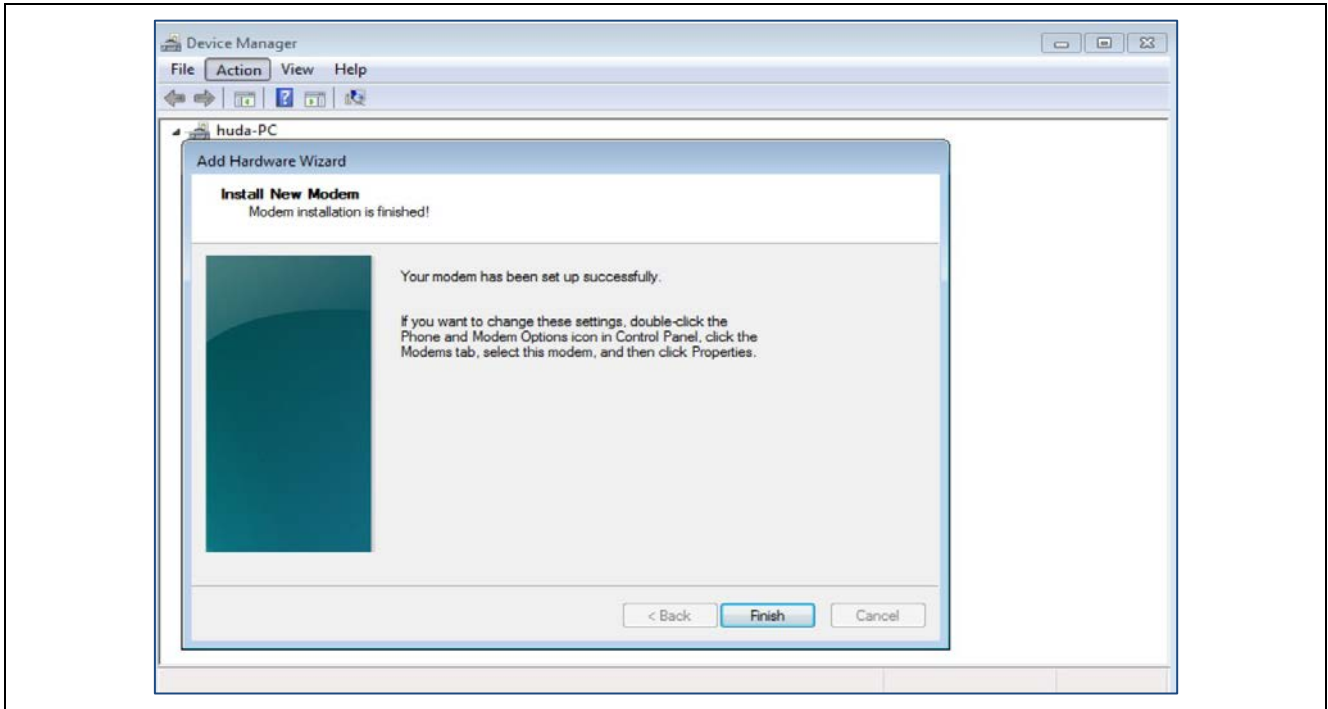 Device Manager
File Action View Help
huda-PC
Add Hardware Wizard
Install New Modem
Modem installation is finished!
Your modem has been set up successfully.
If you want to change these settings, double-click the
Phone and Modem Options icon in Control Panel, click the
Modems tab, select this modem, and then click Properties.
< Back Finish Cancel